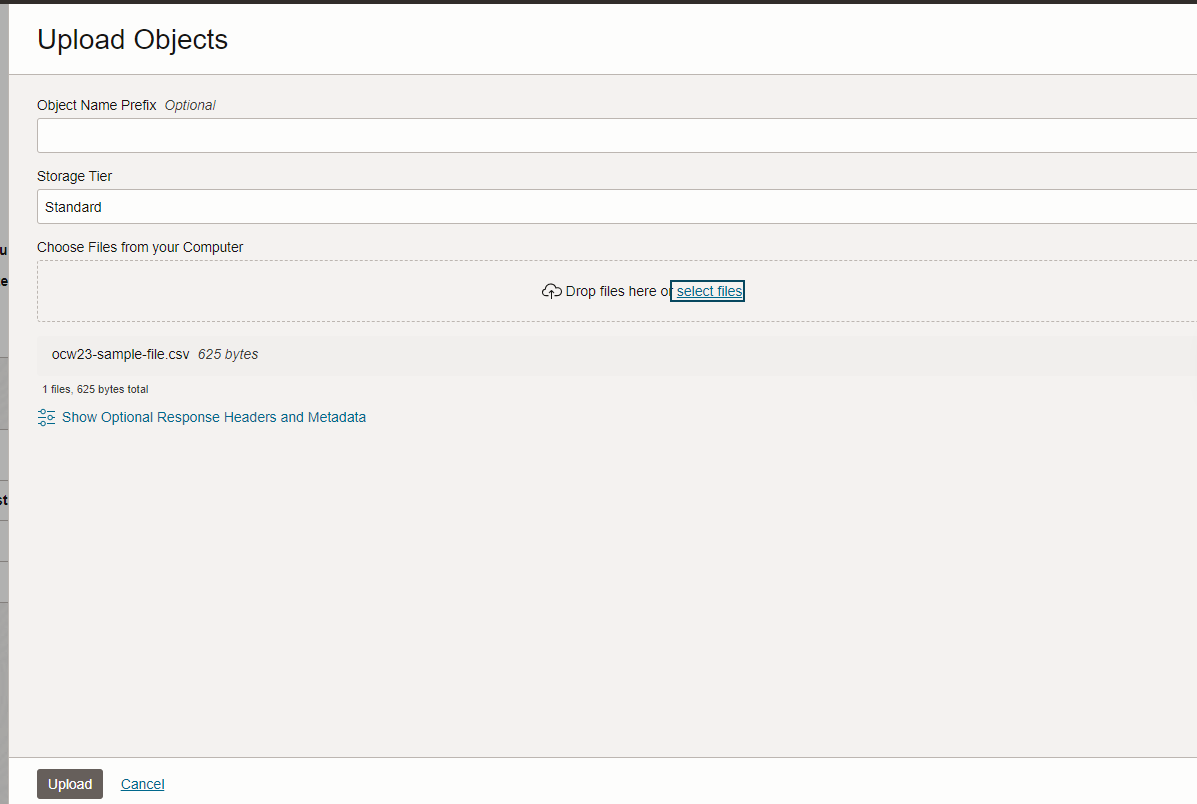 Upload Objects
Object Name Prefix Optional
Storage Tier
Standard
Choose Files from your Computer
Drop files here or select files
ocw23-sample-file.csv 625 bytes
1 files, 625 bytes total
Show Optional Response Headers and Metadata
Upload Cancel